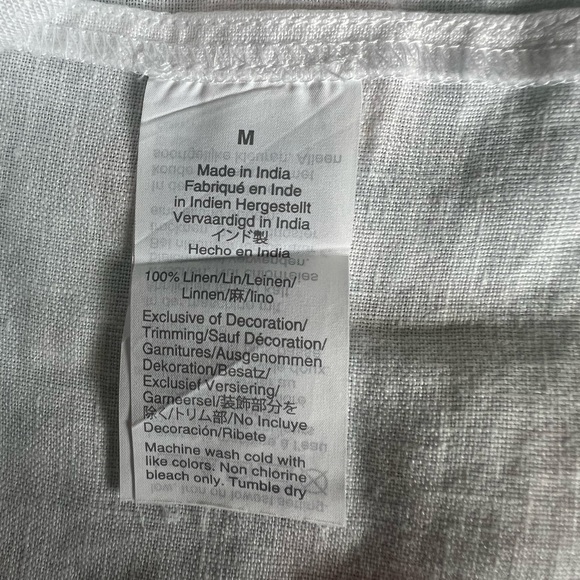 M
Made in India
Fabriqué en Inde
in Indien Hergestellt
Vervaardigd in India
インド製
Hecho en India
100% Linen/Lin/Leinen/
Linnen/麻/lino
Exclusive of Decoration/
Trimming/Sauf Décoration/
Garnitures/Ausgenommen
Dekoration/Besatz/
Exclusief Versiering/
Garneersel/装飾部分を
除く/トリム部/No Incluye
Decoración/Ribete
Machine wash cold with
like colors. Non chlorine
bleach only. Tumble dry